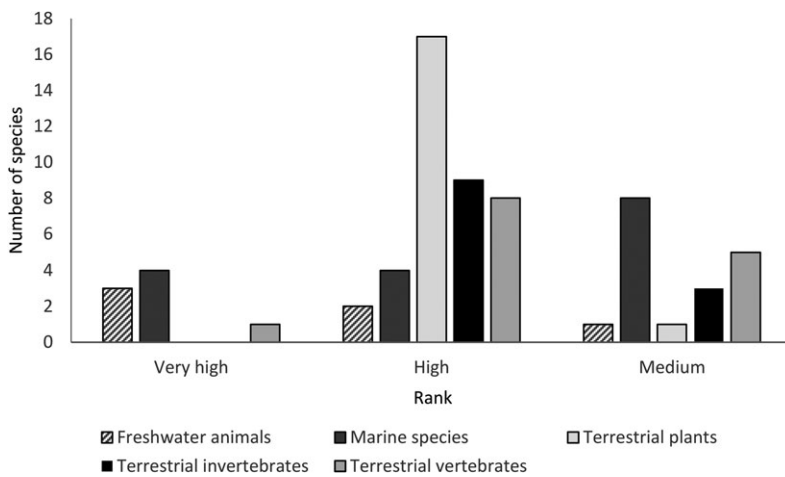 18
16
14
12
10
8
6
4
2
0
Number of species
Very high High Medium
Rank
Freshwater animals Marine species Terrestrial plants
Terrestrial invertebrates Terrestrial vertebrates